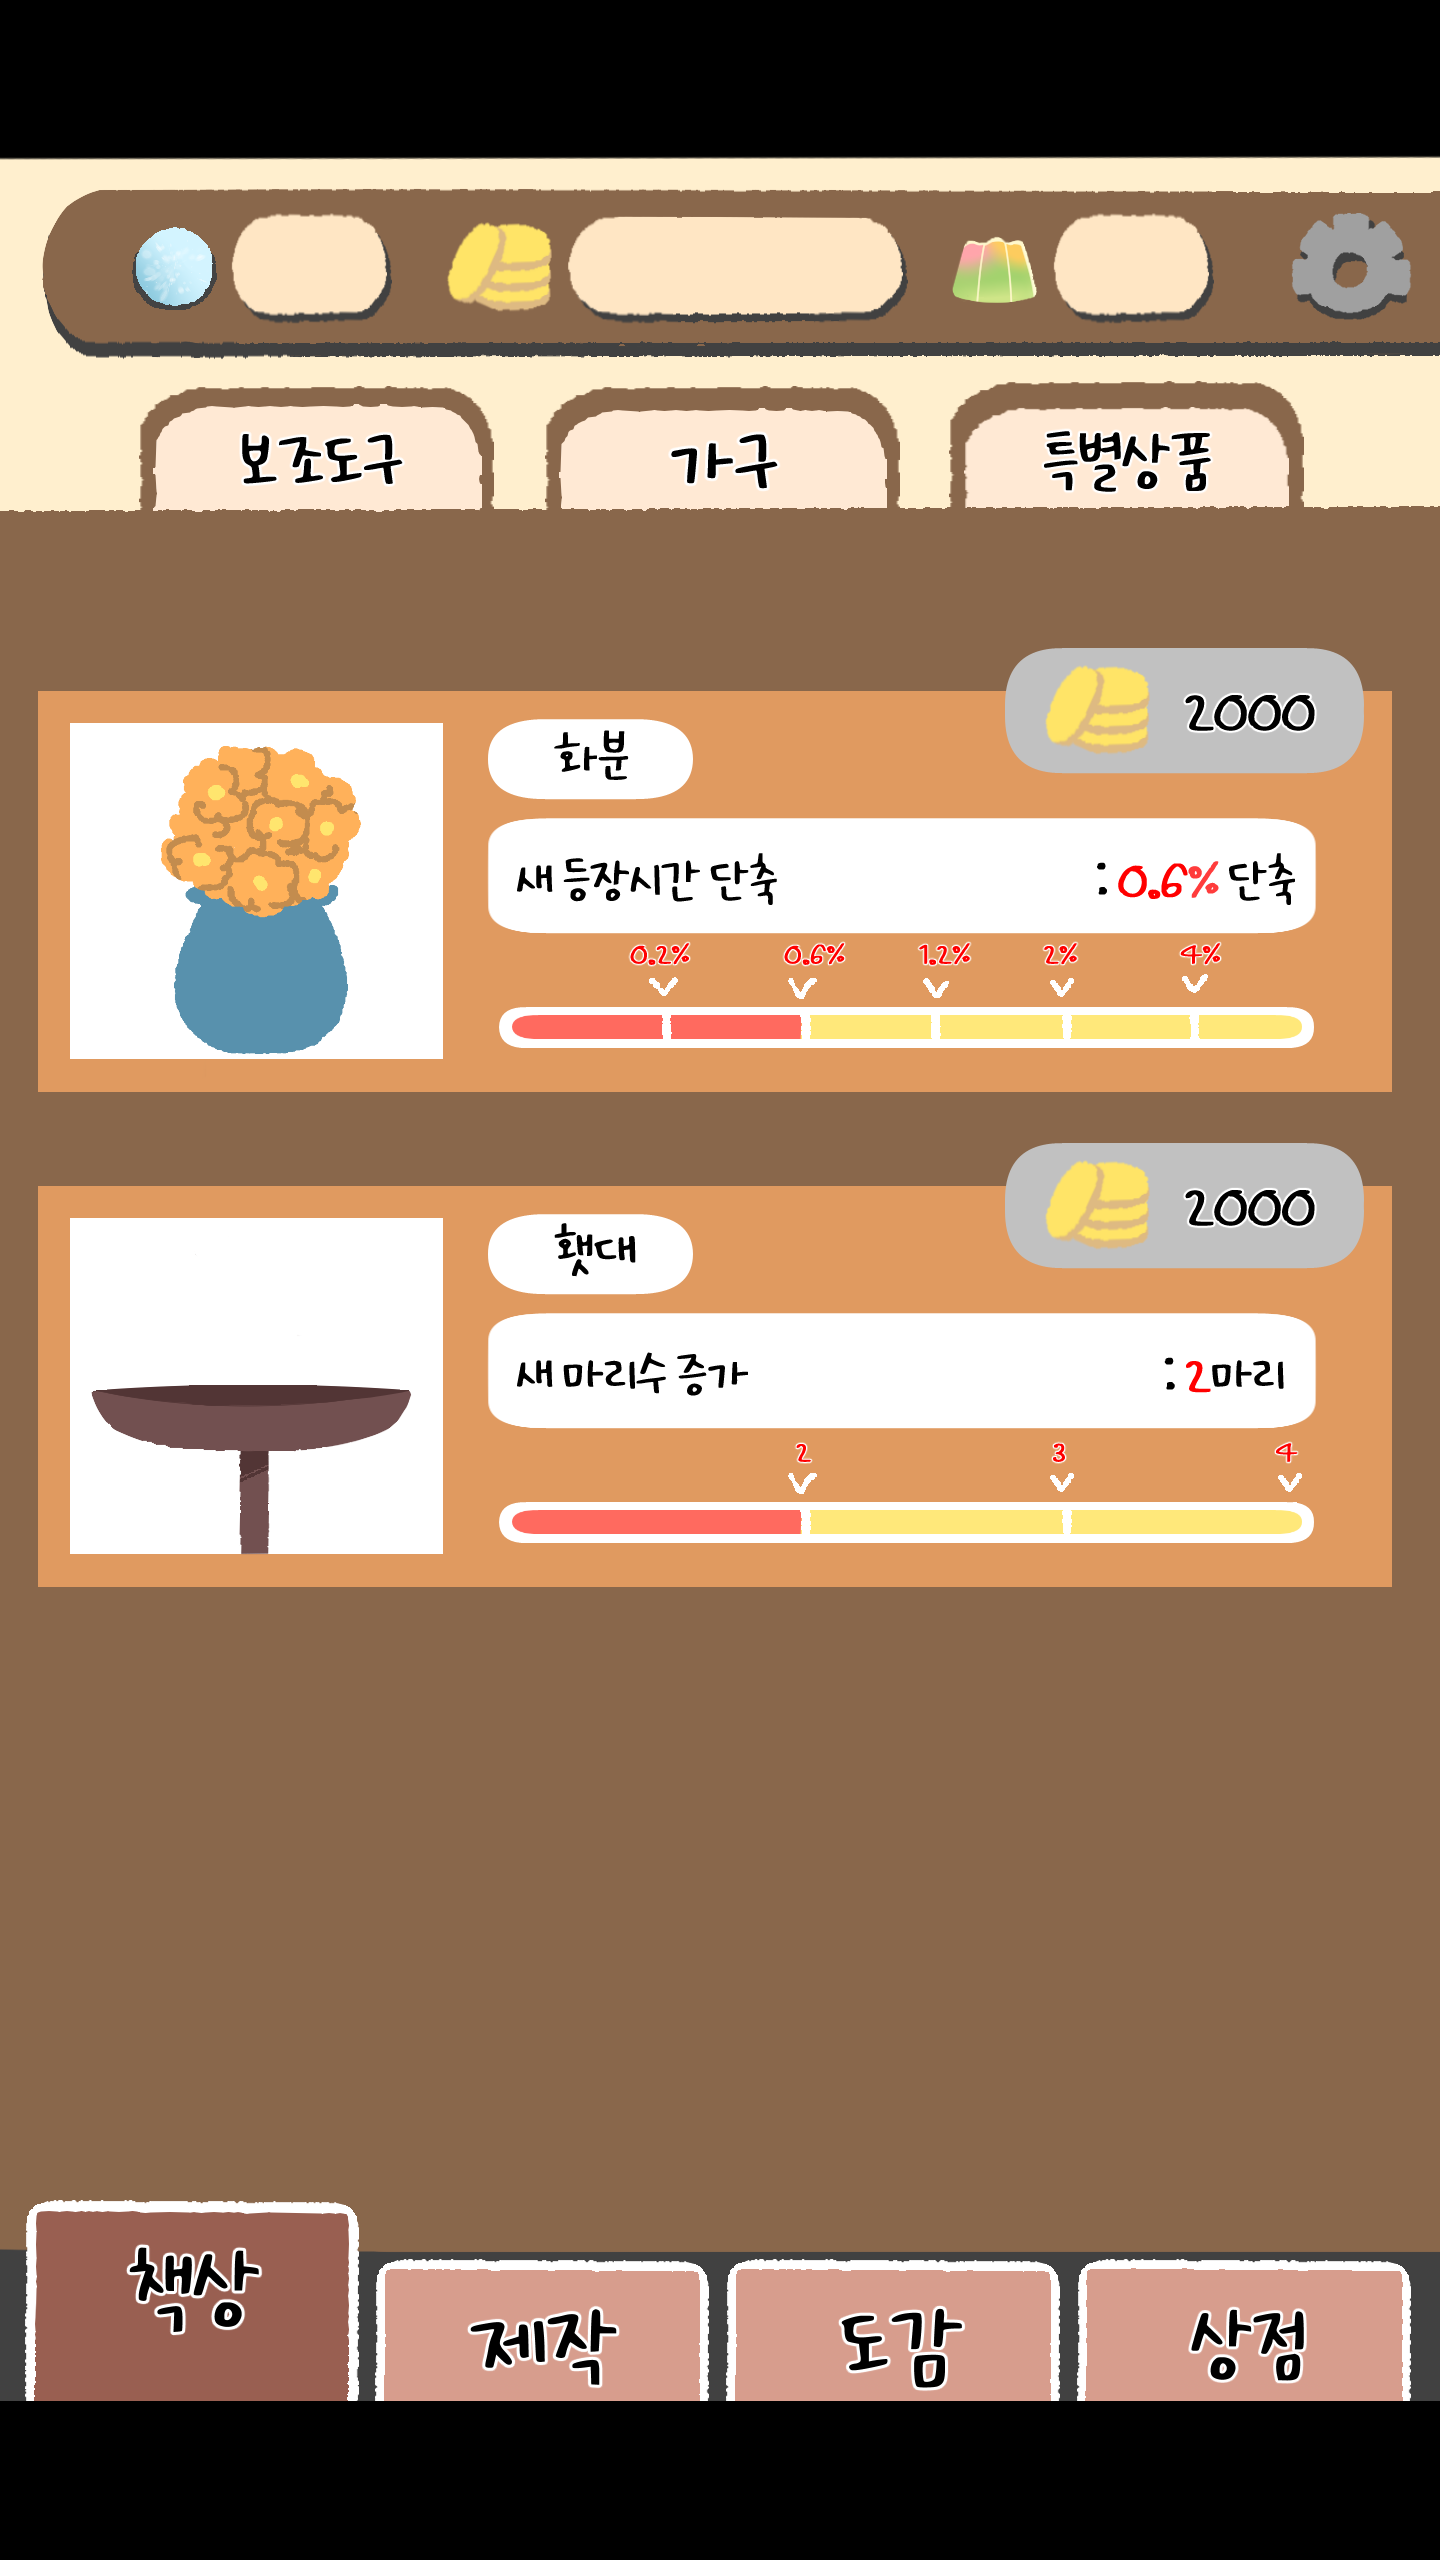 보조도구 가구 특별상품
2000
화분
새 등장시간 단축 : 0.6% 단축
0.2% 0.6% 1.2% 2% 4%
2000
횃대
새 마리수 증가 : 2마리
2 3 4
책상 제작 도감 상점